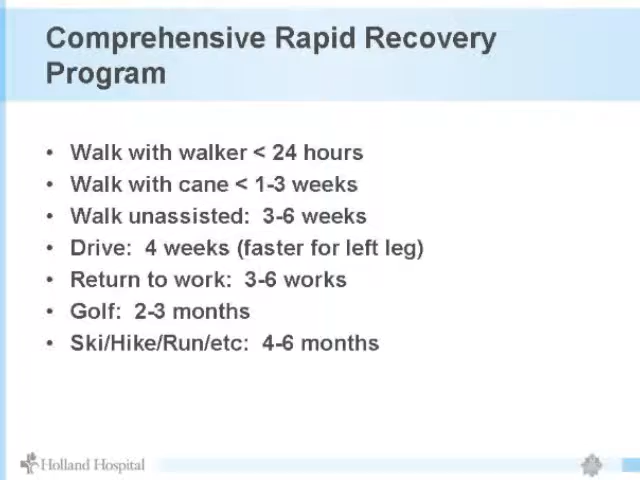 Comprehensive Rapid Recovery
Program
• Walk with walker < 24 hours
• Walk with cane < 1-3 weeks
• Walk unassisted: 3-6 weeks
• Drive: 4 weeks (faster for left leg)
• Return to work: 3-6 works
• Golf: 2-3 months
• Ski/Hike/Run/etc: 4-6 months
Holland Hospital